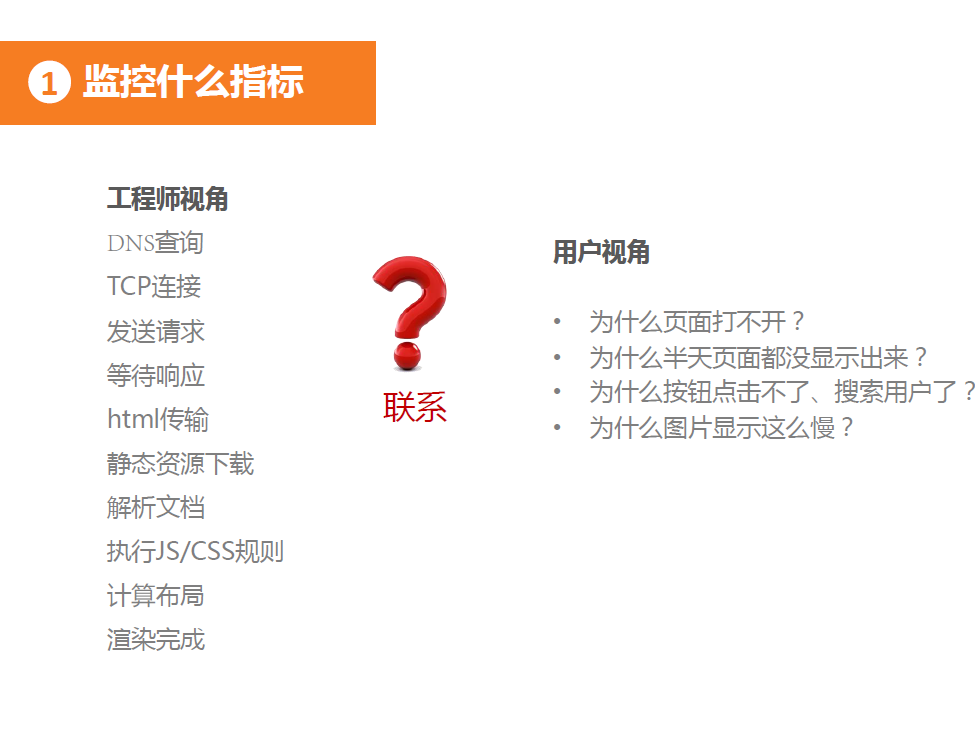 1 监控什么指标
工程师视角
DNS查询
TCP连接
发送请求
等待响应
html传输
静态资源下载
解析文档
执行JS/CSS规则
计算布局
渲染完成
联系
用户视角
• 为什么页面打不开？
• 为什么半天页面都没显示出来？
• 为什么按钮点击不了、搜索用户了？
• 为什么图片显示这么慢？